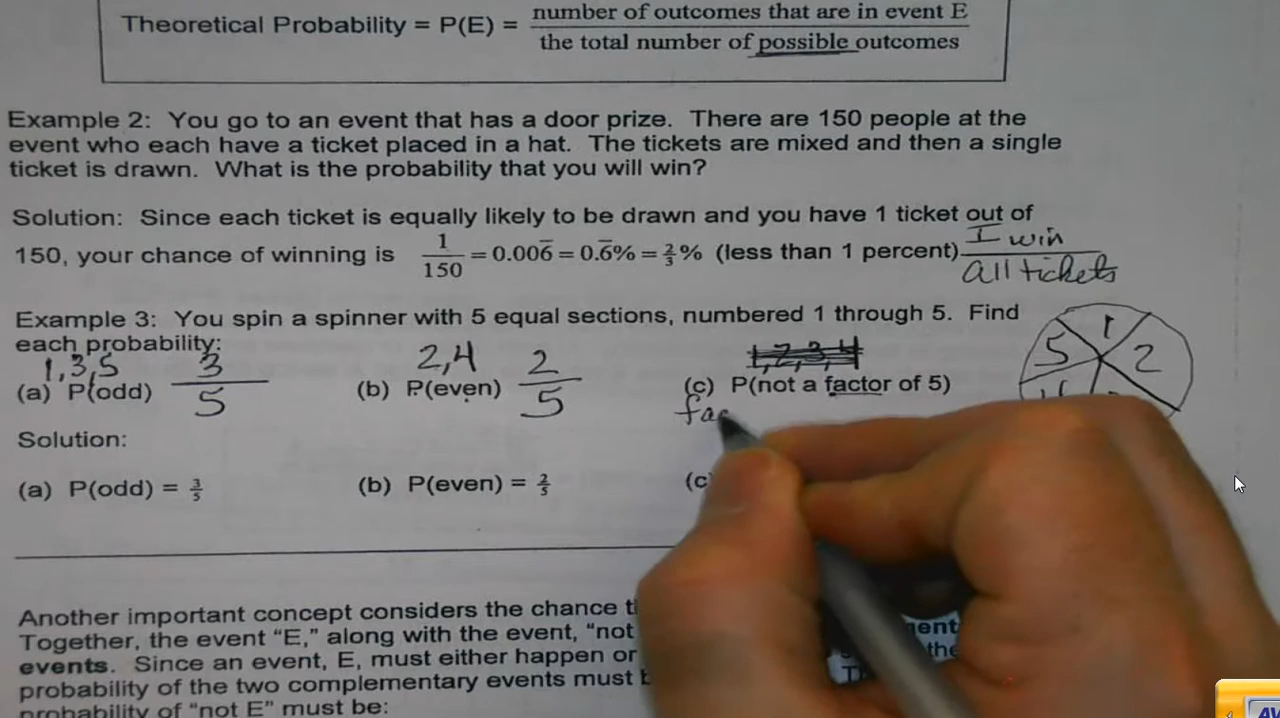 Theoretical Probability = P(E) = number of outcomes that are in event E
the total number of possible outcomes
Example 2: You go to an event that has a door prize. There are 150 people at the
event who each have a ticket placed in a hat. The tickets are mixed and then a single
ticket is drawn. What is the probability that you will win?
Solution: Since each ticket is equally likely to be drawn and you have 1 ticket out of
150, your chance of winning is 1/150 = 0.006̅ = 0.6̅% = ⅔% (less than 1 percent)
I win
All tickets
Example 3: You spin a spinner with 5 equal sections, numbered 1 through 5. Find
each probability:
1,3,5 3/5
2,4 2/5
1,2,3,4
5 1 2
(a) P(odd) (b) P(even) (c) P(not a factor of 5)
fac
Solution:
(a) P(odd) = 3/5 (b) P(even) = 2/5 (c
Another important concept considers the chance t
Together, the event “E,” along with the event, “not
events. Since an event, E, must either happen or the
probability of the two complementary events must
probability of “not E” must be: